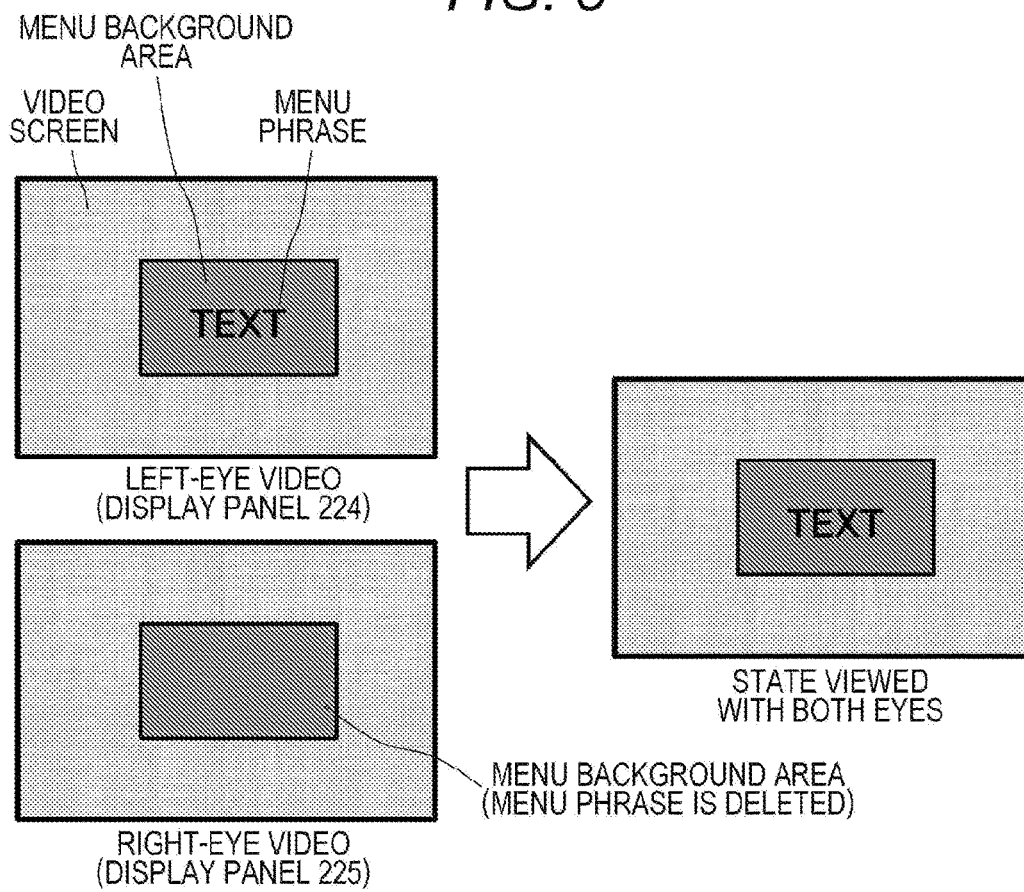 MENU BACKGROUND
AREA
VIDEO
SCREEN
MENU
PHRASE
TEXT
LEFT-EYE VIDEO
(DISPLAY PANEL 224)
TEXT
STATE VIEWED
WITH BOTH EYES
MENU BACKGROUND AREA
(MENU PHRASE IS DELETED)
RIGHT-EYE VIDEO
(DISPLAY PANEL 225)